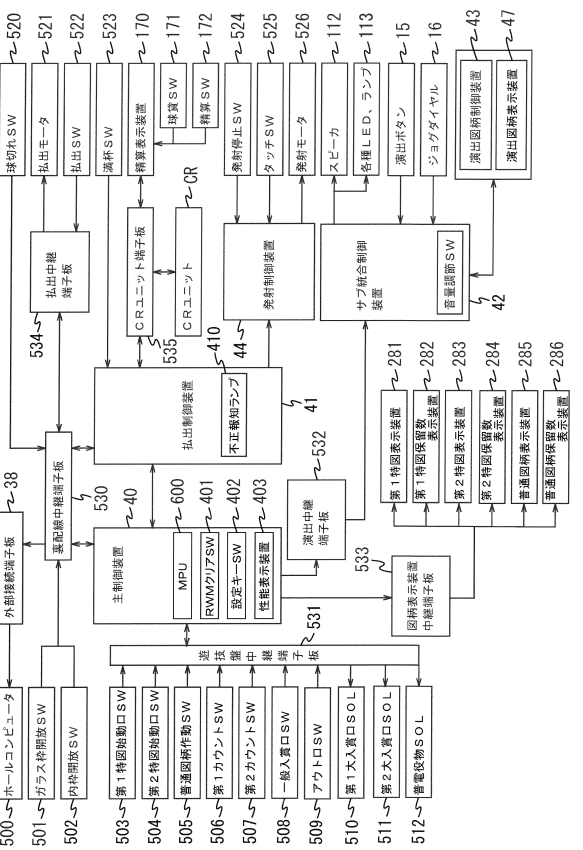 520
球切れSW
521
払出モータ
522
払出SW
523
満杯SW
170
精算表示装置
171
球貸SW
172
精算SW
524
発射停止SW
525
タッチSW
526
発射モータ
112
スピーカ
113
各種LED、ランプ
15
演出ボタン
16
ジョグダイヤル
43
演出図柄制御装置
47
演出図柄表示装置
払出中継
端子板
534
CRユニット端子板
535
CR
CRユニット
発射制御装置
44
サブ統合制御
装置
音量調節SW
42
38
外部接続端子板
裏配線中継端子板
530
払出制御装置
410
不正報知ランプ
41
40
主制御装置
600
MPU
401
RWMクリアSW
402
設定キーSW
403
性能表示装置
532
演出中継
端子板
533
図柄表示装置
中継端子板
281
第1特図表示装置
282
第1特図保留数
表示装置
283
第2特図表示装置
284
第2特図保留数
表示装置
285
普通図柄表示装置
286
普通図柄保留数
表示装置
531
遊技盤中継端子板
500
ホールコンピュータ
501
ガラス枠開放SW
502
内枠開放SW
503
第1特図始動口SW
504
第2特図始動口SW
505
普通図柄作動SW
506
第1カウントSW
507
第2カウントSW
508
一般入賞口SW
509
アウト口SW
510
第1大入賞口SOL
511
第2大入賞口SOL
512
普電役物SOL